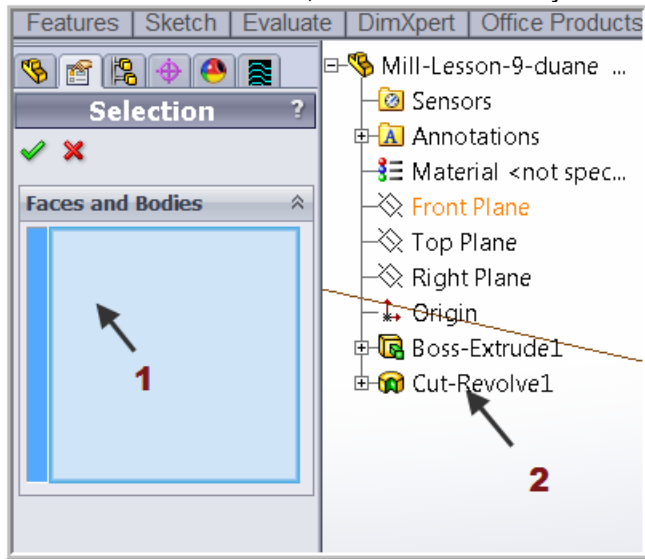 Features Sketch Evaluate DimXpert Office Products
Selection ?
Faces and Bodies
1
Mill-Lesson-9-duane ...
Sensors
A Annotations
Material <not spec...
Front Plane
Top Plane
Right Plane
Origin
Boss-Extrude1
Cut-Revolve1
2